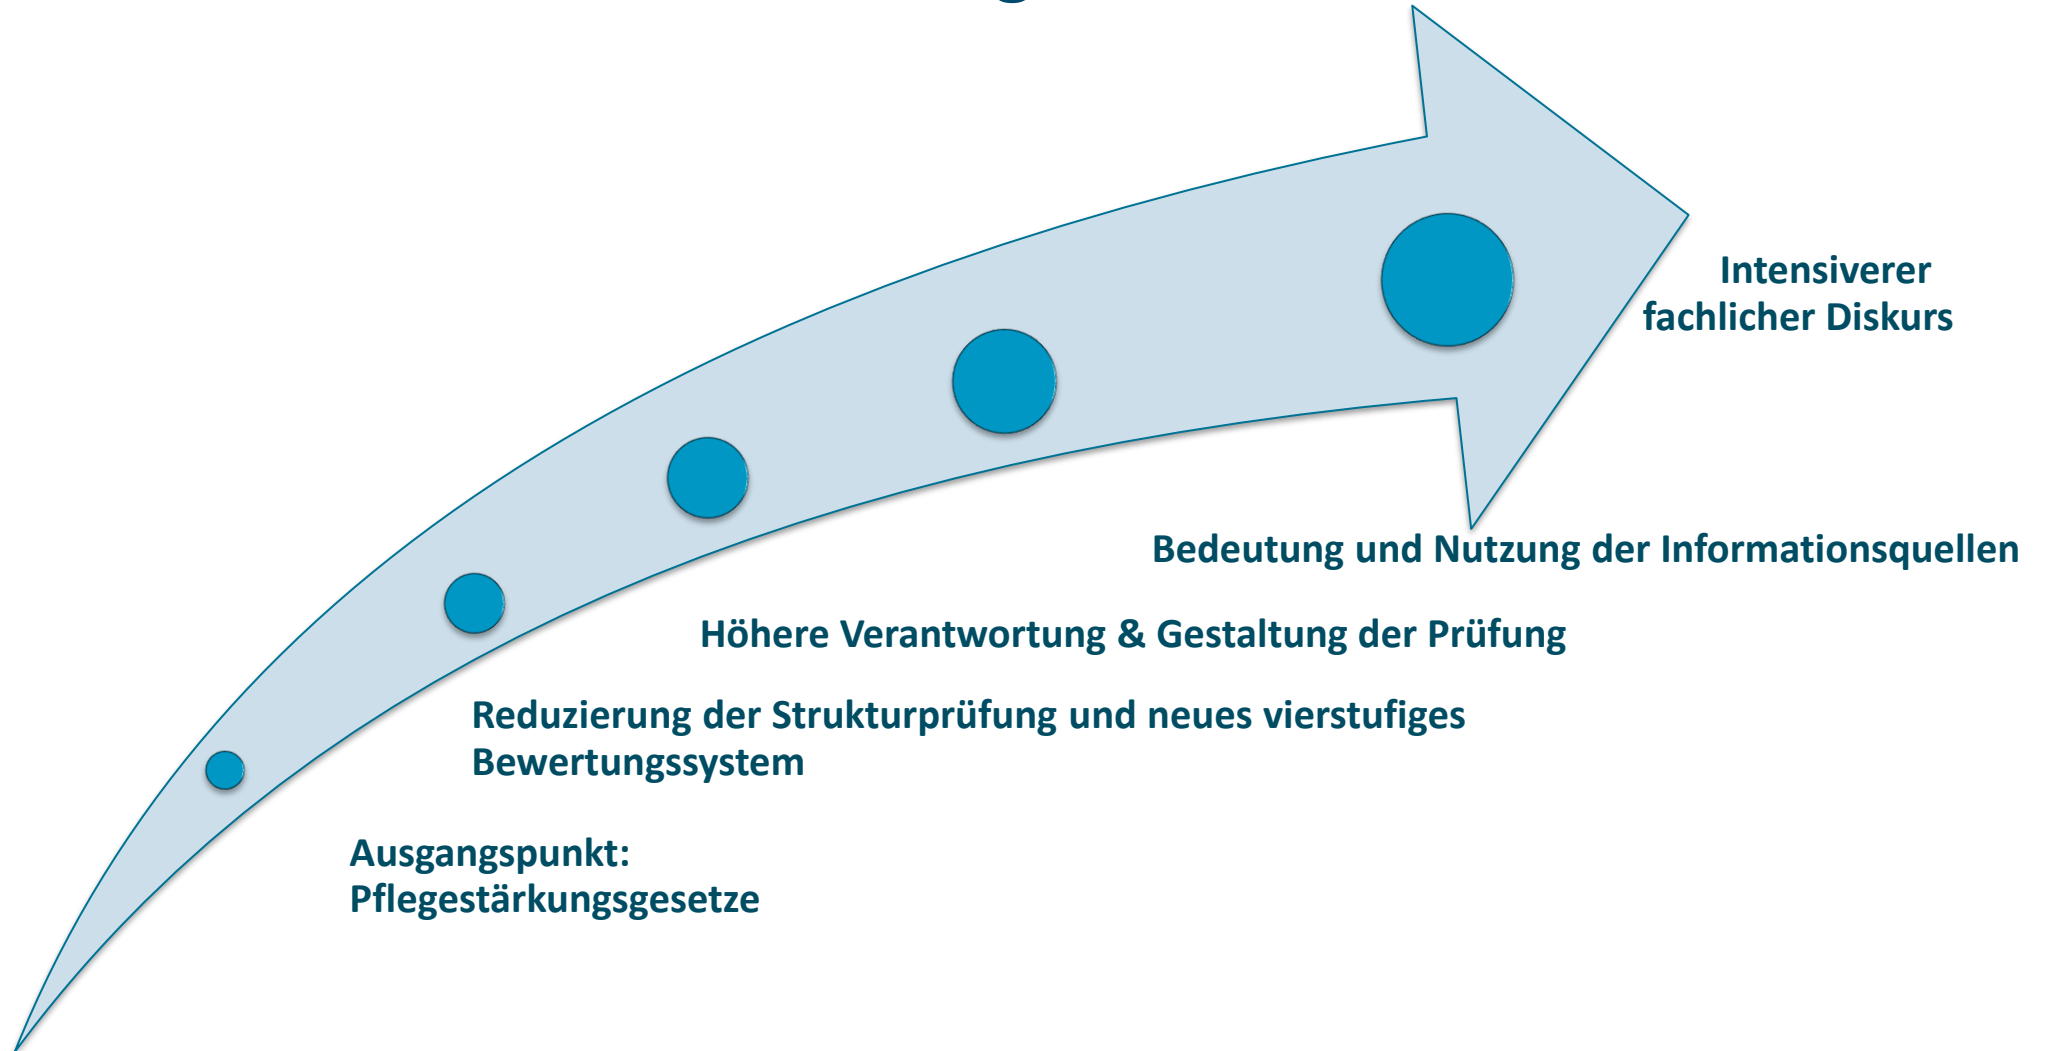 Intensiverer
fachlicher Diskurs
Bedeutung und Nutzung der Informationsquellen
Höhere Verantwortung & Gestaltung der Prüfung
Reduzierung der Strukturprüfung und neues vierstufiges
Bewertungssystem
Ausgangspunkt:
Pflegestärkungsgesetze